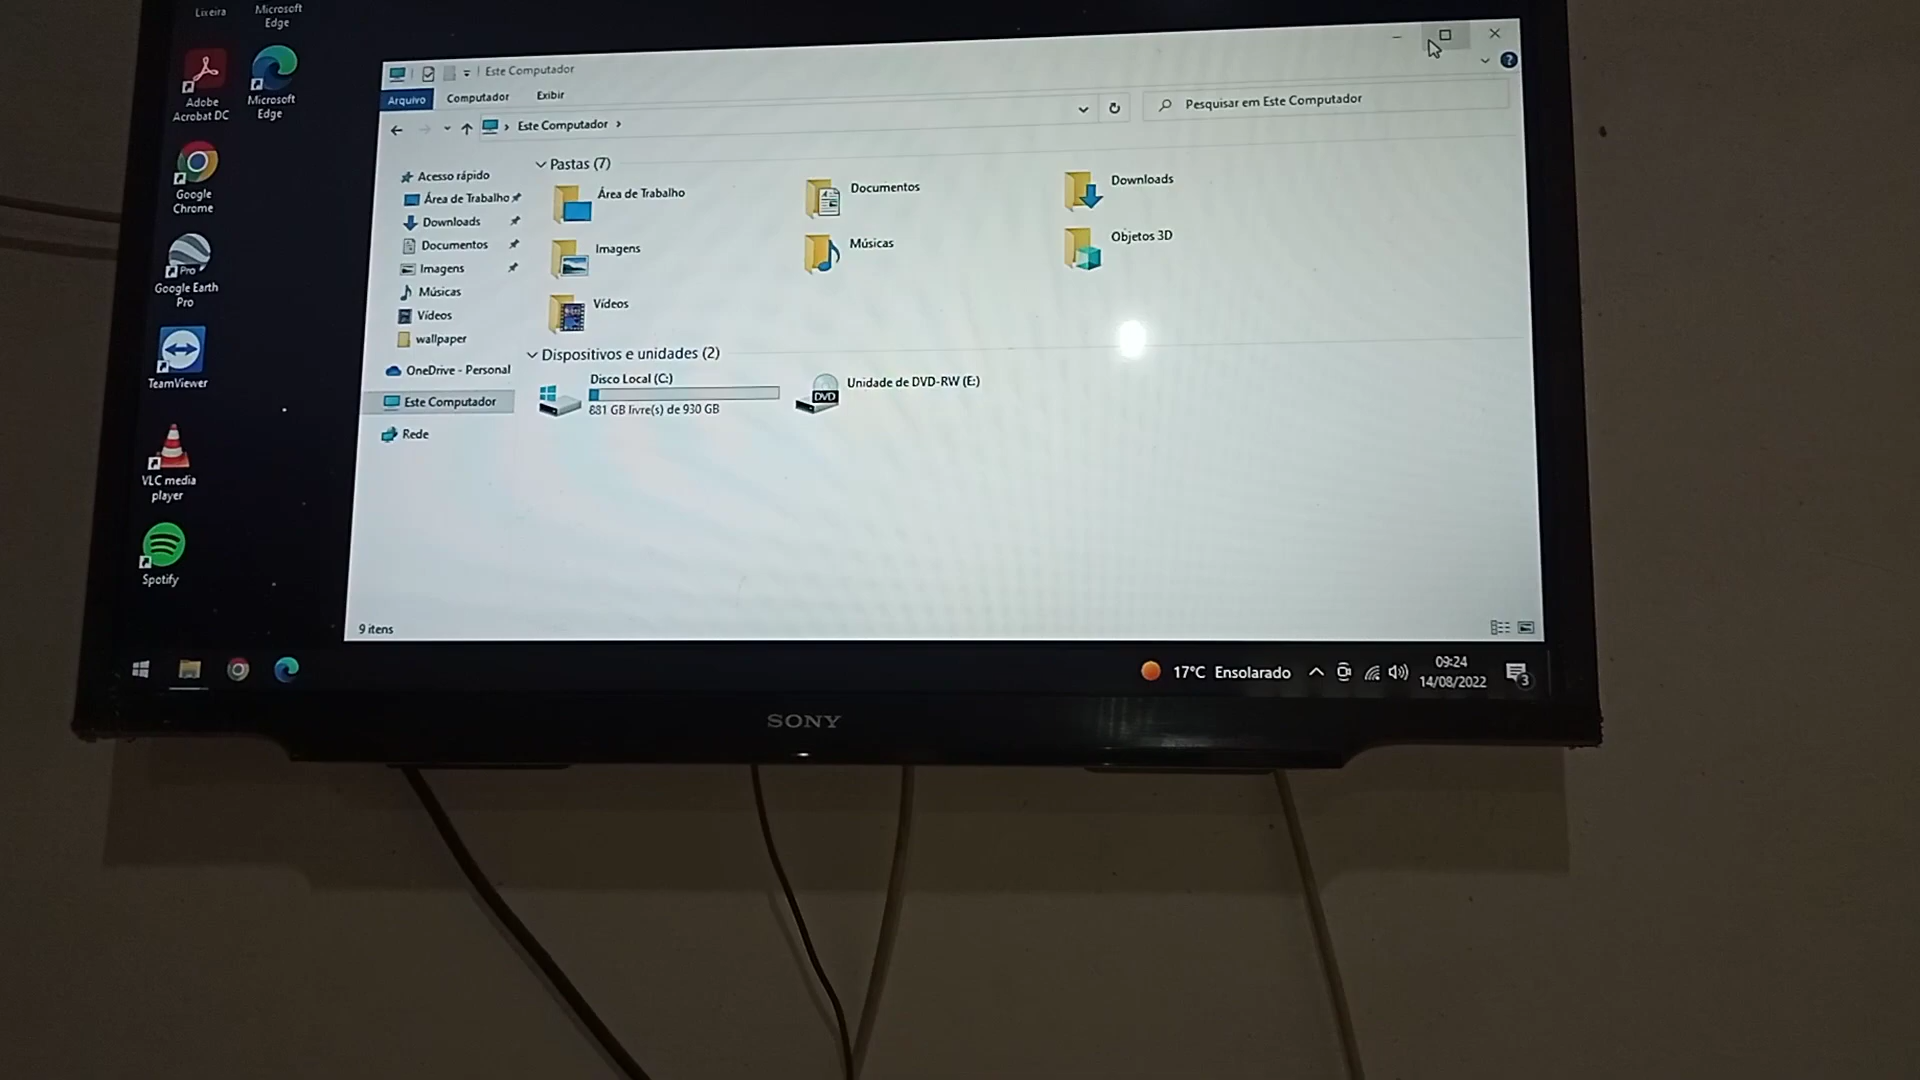 Lixeira
Microsoft
Edge
Adobe
Acrobat DC
Microsoft
Edge
Google
Chrome
Pro
Google Earth
Pro
TeamViewer
VLC media
player
Spotify
Este Computador
Arquivo
Computador
Exibir
?
Este Computador
Pesquisar em Este Computador
Acesso rápido
Área de Trabalho
Downloads
Documentos
Imagens
Músicas
Vídeos
wallpaper
OneDrive - Personal
Este Computador
Rede
Pastas (7)
Área de Trabalho
Documentos
Downloads
Imagens
Músicas
Objetos 3D
Vídeos
Dispositivos e unidades (2)
Disco Local (C:)
881 GB livre(s) de 930 GB
DVD
Unidade de DVD-RW (E:)
9 itens
17°C Ensolarado
09:24
14/08/2022
3
SONY